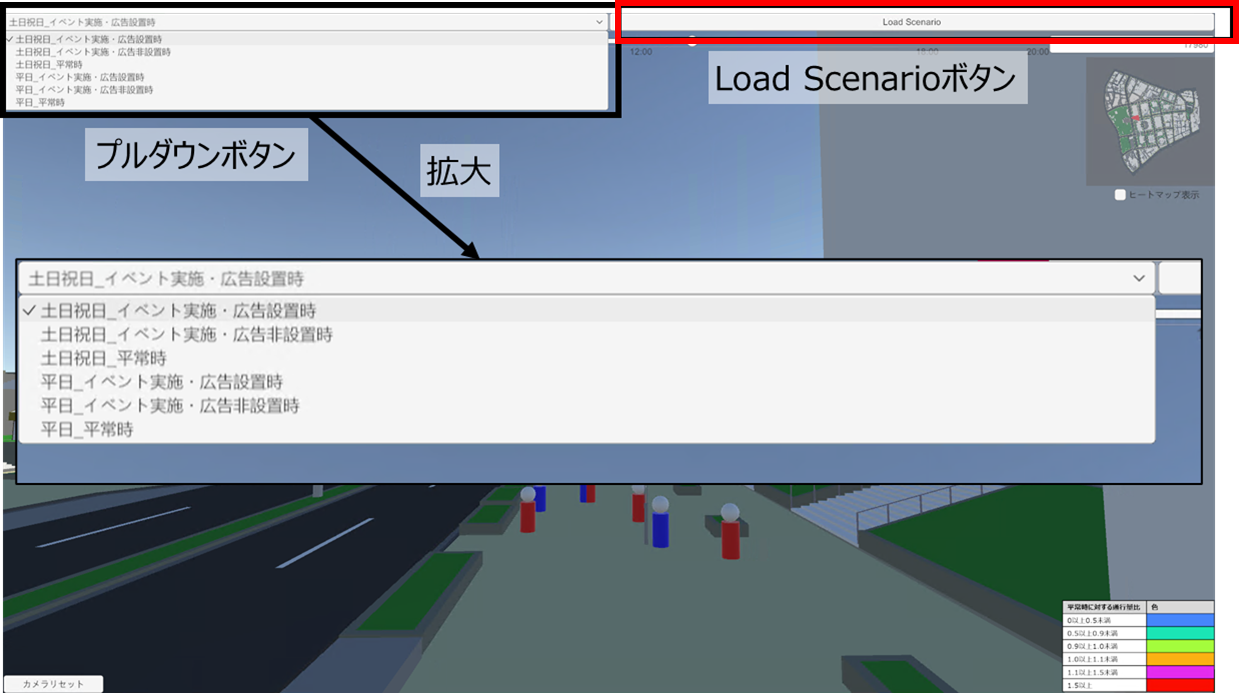 土日祝日_イベント実施・広告設置時
Load Scenario
土日祝日_イベント実施・広告設置時
土日祝日_イベント実施・広告非設置時
土日祝日_平常時
平日_イベント実施・広告設置時
平日_イベント実施・広告非設置時
平日_平常時
12:00
18:00
20:00
17980
Load Scenarioボタン
プルダウンボタン
拡大
ヒートマップ表示
土日祝日_イベント実施・広告設置時
土日祝日_イベント実施・広告設置時
土日祝日_イベント実施・広告非設置時
土日祝日_平常時
平日_イベント実施・広告設置時
平日_イベント実施・広告非設置時
平日_平常時
平常時に対する通行量比 色
0以上0.5未満
0.5以上0.9未満
0.9以上1.0未満
1.0以上1.1未満
1.1以上1.5未満
1.5以上
カメラリセット